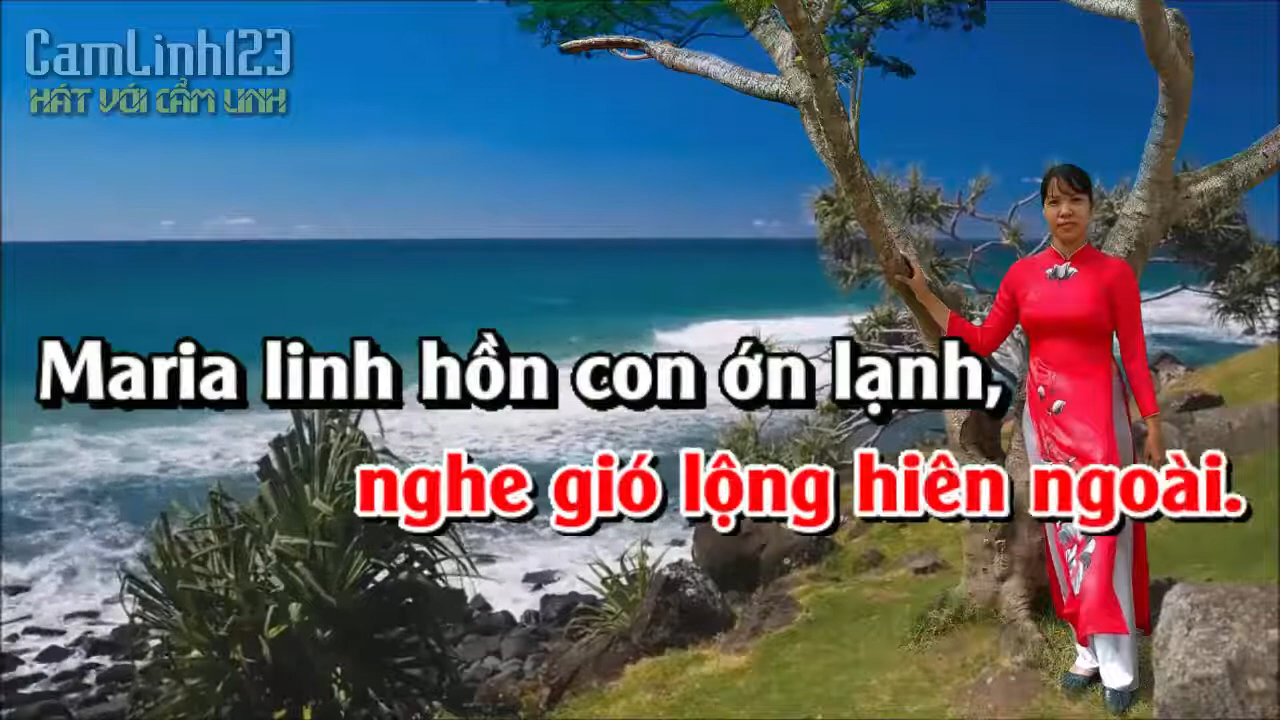 CamLinh123
HÁT VỚI CẨM LINH
Maria linh hồn con ớn lạnh,
nghe gió lộng hiên ngoài.